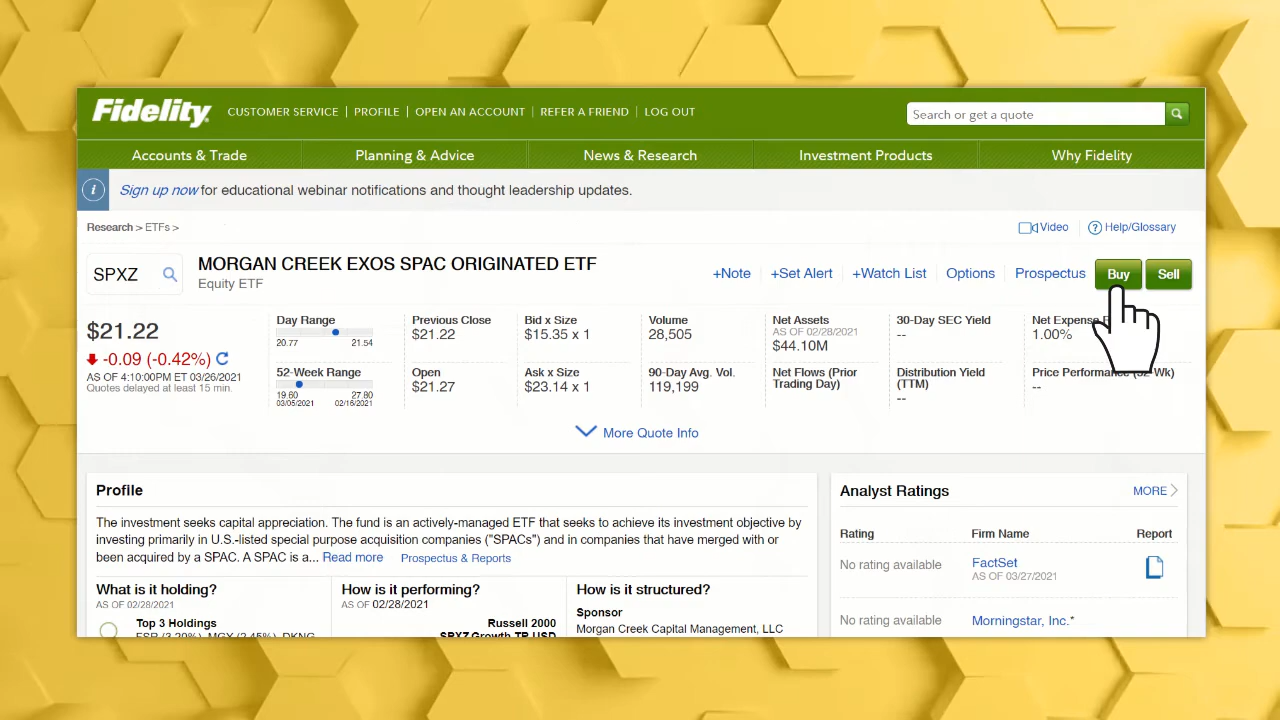 Fidelity
CUSTOMER SERVICE | PROFILE | OPEN AN ACCOUNT | REFER A FRIEND | LOG OUT
Search or get a quote
Accounts & Trade
Planning & Advice
News & Research
Investment Products
Why Fidelity
i
Sign up now for educational webinar notifications and thought leadership updates.
Research > ETFs >
Video
? Help/Glossary
SPXZ
MORGAN CREEK EXOS SPAC ORIGINATED ETF
Equity ETF
+Note
+Set Alert
+Watch List
Options
Prospectus
Buy
Sell
$21.22
-0.09 (-0.42%)
AS OF 4:10:00PM ET 03/26/2021
Quotes delayed at least 15 min.
Day Range
20.77 21.54
52-Week Range
19.60 27.80
03/05/2021 02/16/2021
Previous Close
$21.22
Open
$21.27
Bid x Size
$15.35 x 1
Ask x Size
$23.14 x 1
Volume
28,505
90-Day Avg. Vol.
119,199
Net Assets
AS OF 02/28/2021
$44.10M
Net Flows (Prior
Trading Day)
30-Day SEC Yield
--
Distribution Yield
(TTM)
--
Net Expense
1.00%
Price Performance
Wk)
--
More Quote Info
Profile
The investment seeks capital appreciation. The fund is an actively-managed ETF that seeks to achieve its investment objective by
investing primarily in U.S.-listed special purpose acquisition companies ("SPACs") and in companies that have merged with or
been acquired by a SPAC. A SPAC is a... Read more Prospectus & Reports
What is it holding?
AS OF 02/28/2021
Top 3 Holdings
How is it performing?
AS OF 02/28/2021
Russell 2000
SPXZ Growth TR USD
How is it structured?
Sponsor
Morgan Creek Capital Management, LLC
Analyst Ratings
MORE
Rating Firm Name Report
No rating available FactSet
AS OF 03/27/2021
No rating available Morningstar, Inc.*